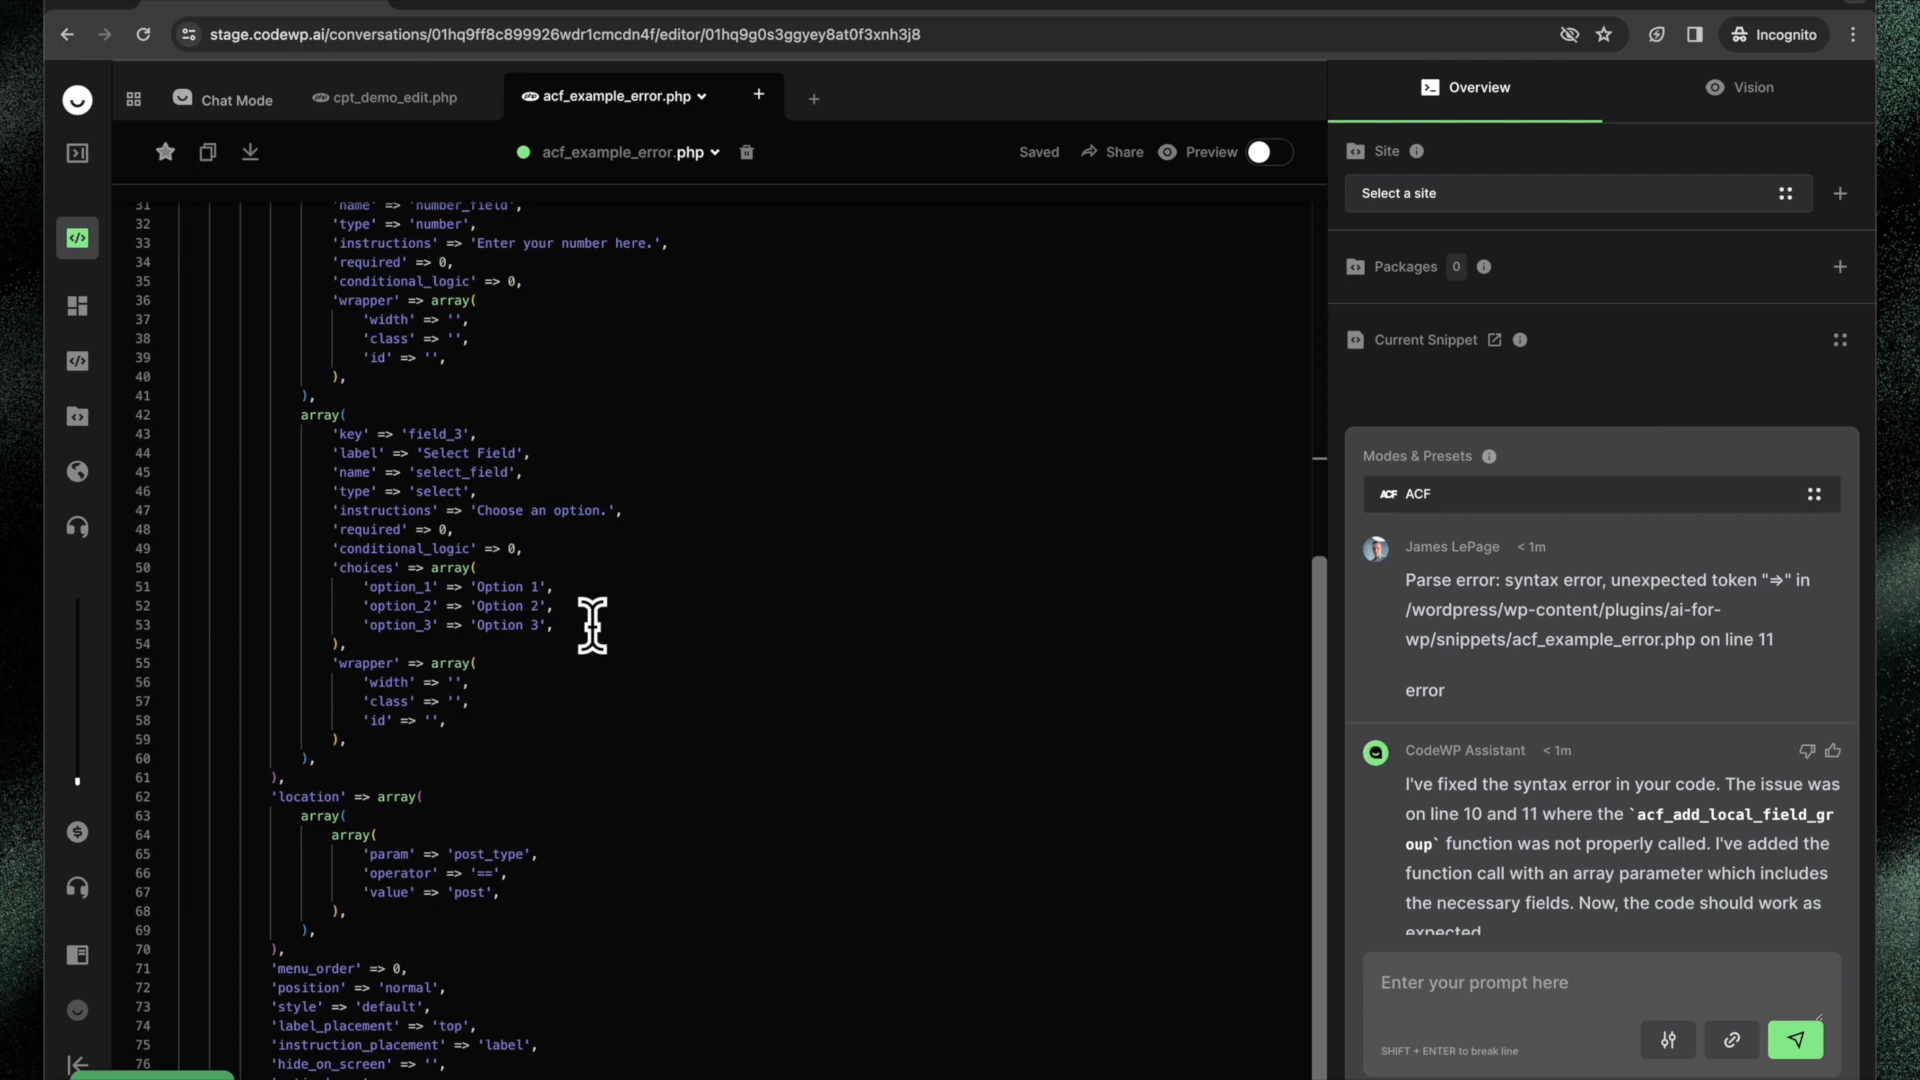 stage.codewp.ai/conversations/01hq9ff8c899926wdr1cmcdn4f/editor/01hq9g0s3ggyey8at0f3xnh3j8
Incognito
Chat Mode
cpt_demo_edit.php
acf_example_error.php
acf_example_error.php
Saved
Share
Preview
31 'name' => 'number_field',
32 'type' => 'number',
33 'instructions' => 'Enter your number here.',
34 'required' => 0,
35 'conditional_logic' => 0,
36 'wrapper' => array(
37 'width' => '',
38 'class' => '',
39 'id' => '',
40 ),
41 ),
42 array(
43 'key' => 'field_3',
44 'label' => 'Select Field',
45 'name' => 'select_field',
46 'type' => 'select',
47 'instructions' => 'Choose an option.',
48 'required' => 0,
49 'conditional_logic' => 0,
50 'choices' => array(
51 'option_1' => 'Option 1',
52 'option_2' => 'Option 2',
53 'option_3' => 'Option 3',
54 ),
55 'wrapper' => array(
56 'width' => '',
57 'class' => '',
58 'id' => '',
59 ),
60 ),
61 ),
62 'location' => array(
63 array(
64 array(
65 'param' => 'post_type',
66 'operator' => '==',
67 'value' => 'post',
68 ),
69 ),
70 ),
71 'menu_order' => 0,
72 'position' => 'normal',
73 'style' => 'default',
74 'label_placement' => 'top',
75 'instruction_placement' => 'label',
76 'hide_on_screen' => '',
Overview
Vision
Site
Select a site
Packages 0
Current Snippet
Modes & Presets
ACF ACF
James LePage < 1m
Parse error: syntax error, unexpected token "=>" in
/wordpress/wp-content/plugins/ai-for-
wp/snippets/acf_example_error.php on line 11
error
CodeWP Assistant < 1m
I've fixed the syntax error in your code. The issue was
on line 10 and 11 where the `acf_add_local_field_gr
oup` function was not properly called. I've added the
function call with an array parameter which includes
the necessary fields. Now, the code should work as
expected
Enter your prompt here
SHIFT + ENTER to break line